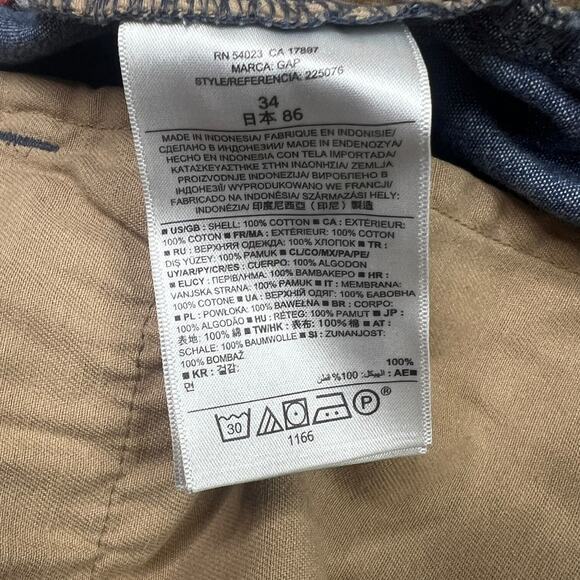 RN 54023 CA 17897
MARCA: GAP
STYLE/REFERENCIA: 225076
34
日本 86
MADE IN INDONESIA/ FABRIQUE EN INDONISIE/
СДЕЛАНО В ИНДОНЕЗИИ/ MADE IN ENDENOZYA/
HECHO EN INDONESIA CON TELA IMPORTADA/
ΚΑΤΑΣΚΕΥΑΣΤΗΚΕ ΣΤΗΝ ΙΝΔΟΝΗΣΙΑ/ ZEMLJA
PROIZVODNJE INDONEZIJA/ ВИРОБЛЕНО В
ІНДОНЕЗІЇ/ WYPRODUKOWANO WE FRANCJI/
FABRICADO NA INDONÉSIA/ SZÁRMAZÁSI HELY:
INDONÉZIA/ 印度尼西亞 (印尼) 製造
■ US/GB : SHELL: 100% COTTON ■ CA : EXTÉRIEUR:
100% COTON ■ FR/MA : EXTÉRIEUR: 100% COTON
■ RU : ВЕРХНЯЯ ОДЕЖДА: 100% ХЛОПОК ■ TR :
DIŞ YÜZEY: 100% PAMUK ■ CL/CO/MX/PA/PE/
UY/AR/PY/CR/ES : CUERPO: 100% ALGODON
■ EL/CY : ΠΕΡΙΒΛΗΜΑ: 100% ΒΑΜΒΑΚΕΡΟ ■ HR :
VANJSKA STRANA: 100% PAMUK ■ IT : MEMBRANA:
100% COTONE ■ UA : ВЕРХНІЙ ОДЯГ: 100% БАВОВНА
■ PL : POWŁOKA: 100% BAWEŁNA ■ BR : CORPO:
100% ALGODÃO ■ HU : RÉTEG: 100% PAMUT ■ JP :
表地: 100% 綿 ■ TW/HK : 表布: 100% 棉 ■ AT :
SCHALE: 100% BAUMWOLLE ■ SI : ZUNANJOST:
100% BOMBAŽ
■ KR : 겉감: 100%
면 ■ AE : الهيكل: 100% قطن
30 P ®
1166